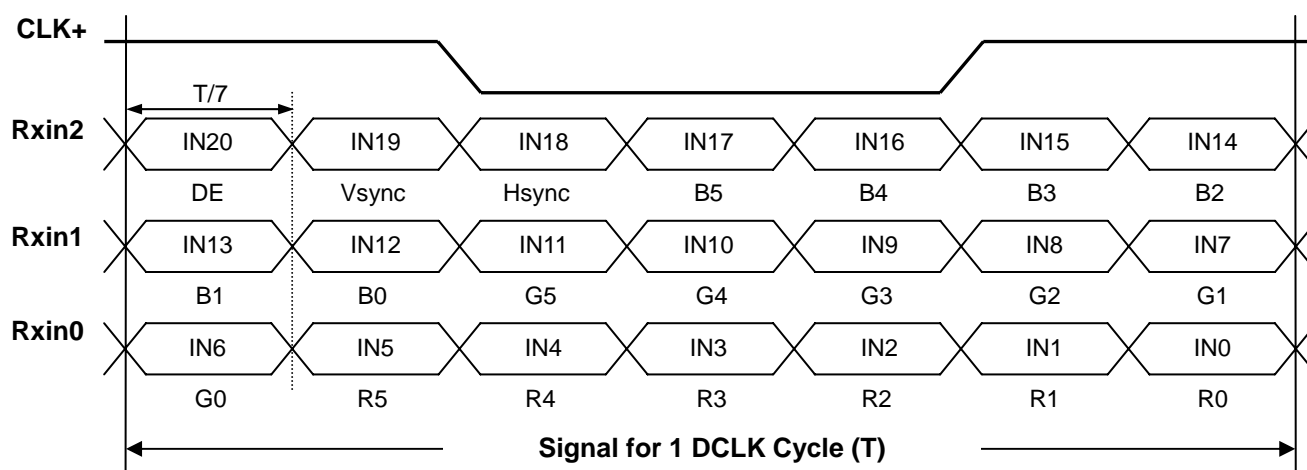 CLK+
T/7
Rxin2 IN20 IN19 IN18 IN17 IN16 IN15 IN14
DE Vsync Hsync B5 B4 B3 B2
Rxin1 IN13 IN12 IN11 IN10 IN9 IN8 IN7
B1 B0 G5 G4 G3 G2 G1
Rxin0 IN6 IN5 IN4 IN3 IN2 IN1 IN0
G0 R5 R4 R3 R2 R1 R0
Signal for 1 DCLK Cycle (T)